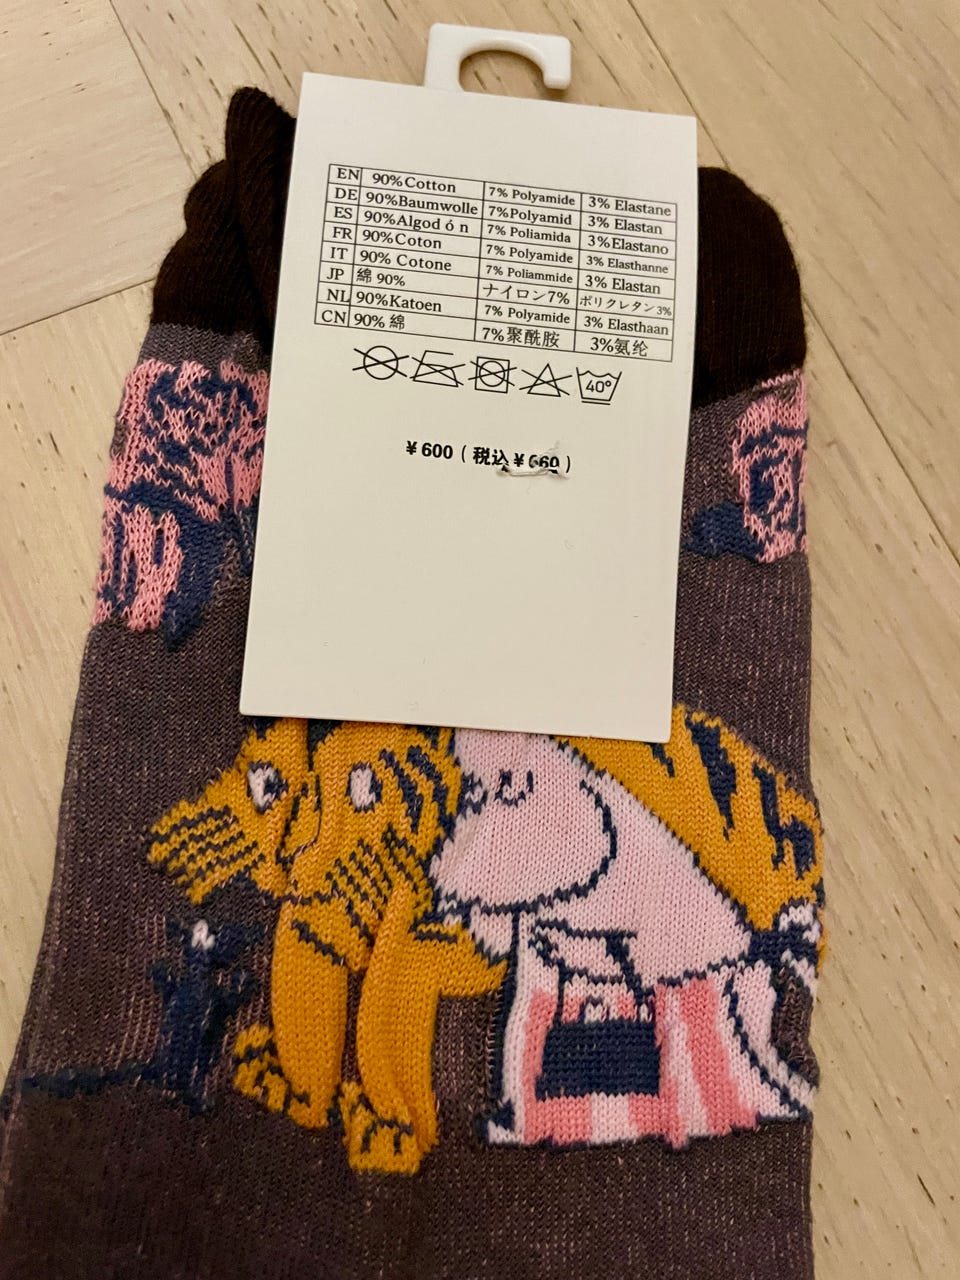 EN 90%Cotton 7% Polyamide 3% Elastane
DE 90%Baumwolle 7%Polyamid 3% Elastan
ES 90%Algod ó n 7% Poliamida 3%Elastano
FR 90%Coton 7% Polyamide 3% Elasthanne
IT 90% Cotone 7% Poliammide 3% Elastan
JP 綿 90% ナイロン7% ポリクレタン3%
NL 90%Katoen 7% Polyamide 3% Elasthaan
CN 90% 綿 7%聚酰胺 3%氨纶
40°
¥600 (税込¥660)